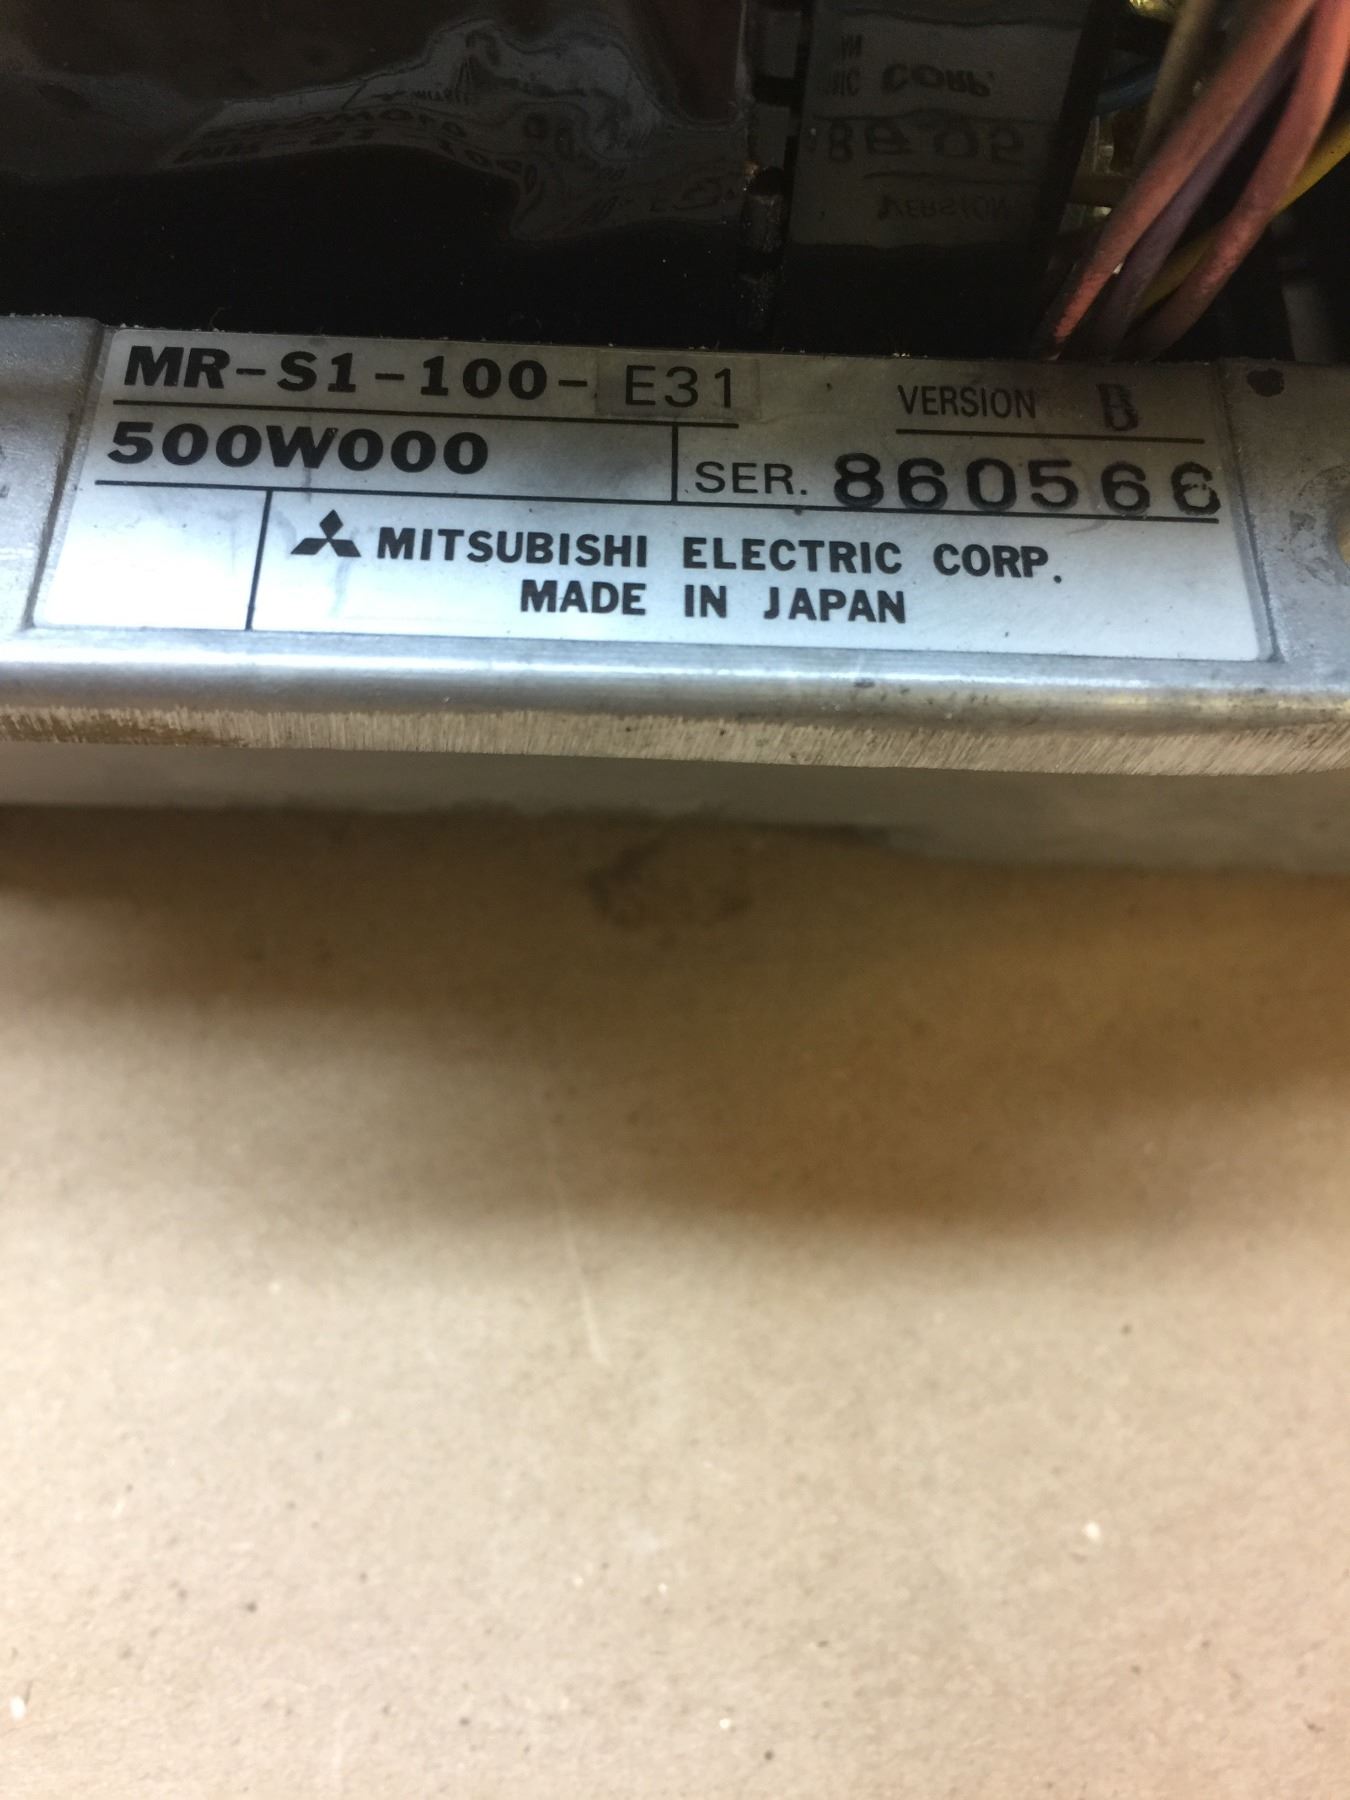 MR-S1-100- E31 VERSION B
500W000 SER. 860566
MITSUBISHI ELECTRIC CORP.
MADE IN JAPAN